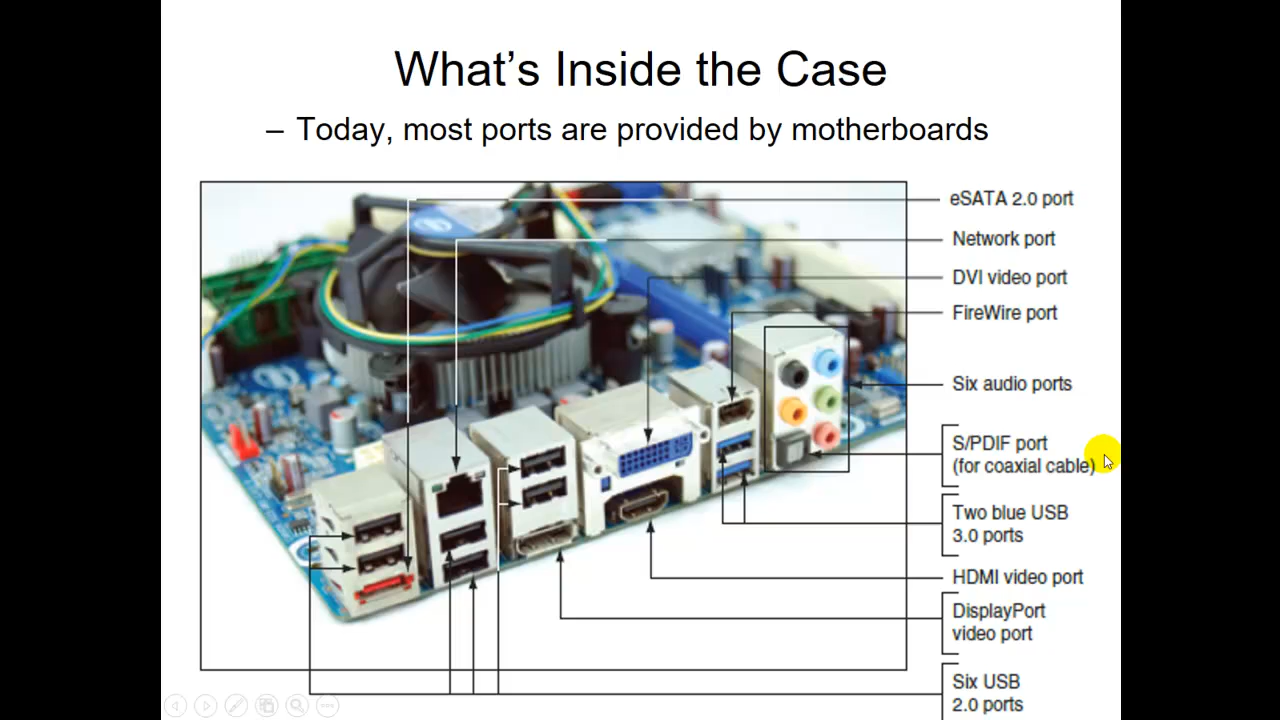 What’s Inside the Case
– Today, most ports are provided by motherboards
eSATA 2.0 port
Network port
DVI video port
FireWire port
Six audio ports
S/PDIF port
(for coaxial cable)
Two blue USB
3.0 ports
HDMI video port
DisplayPort
video port
Six USB
2.0 ports